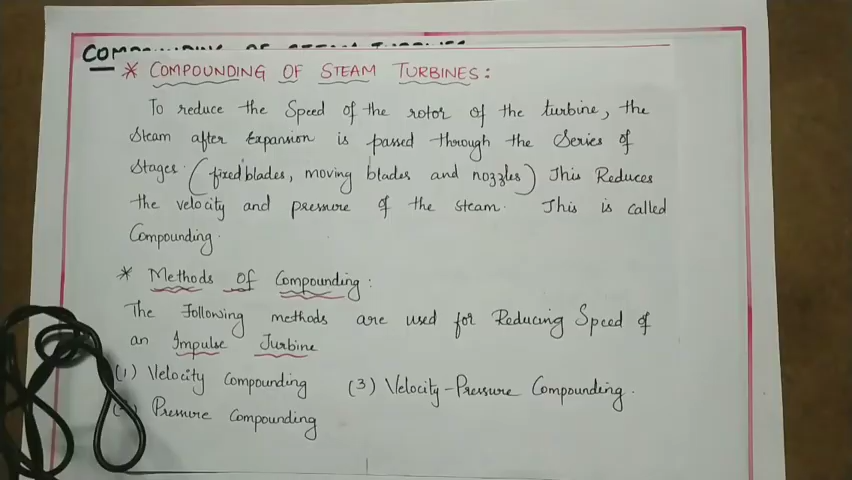 COM
* COMPOUNDING OF STEAM TURBINES:
To reduce the Speed of the rotor of the turbine, the
Steam after Expansion is passed through the Series of
Stages. (fixed blades, moving blades and nozzles) This Reduces
the velocity and pressure of the steam. This is called
Compounding.
* Methods of Compounding:
The Following methods are used for Reducing Speed of
an Impulse Turbine
(1) Velocity Compounding (3) Velocity-Pressure Compounding.
Pressure Compounding